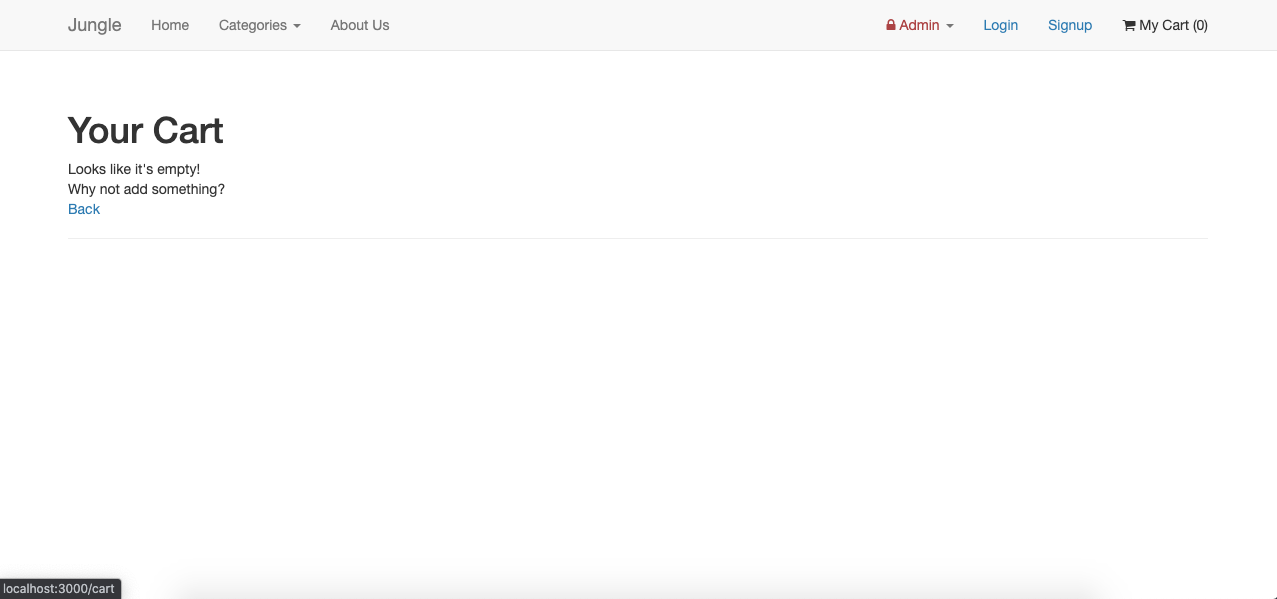 Jungle Home Categories About Us Admin Login Signup My Cart (0)
Your Cart
Looks like it's empty!
Why not add something?
Back
localhost:3000/cart